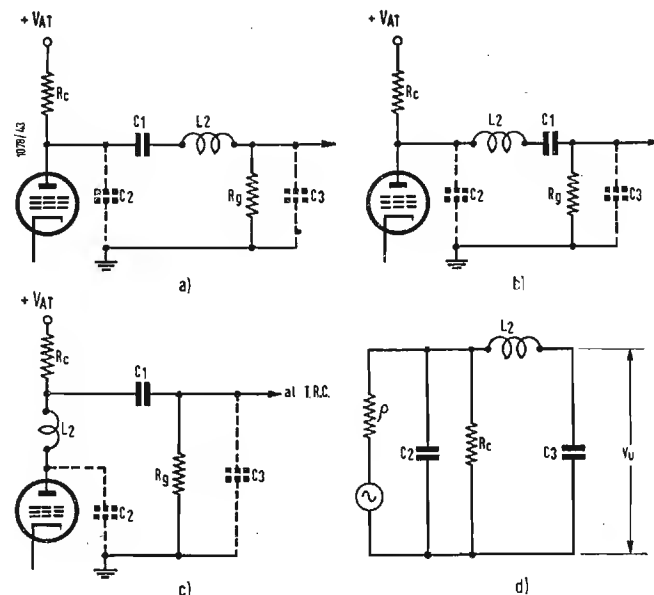 + VAT
Rc
1078/43
C1
L2
C2
Rg
C3
a)
+ VAT
Rc
L2
C1
C2
Rg
C3
b)
+ VAT
Rc
C1
al T.R.C.
L2
Rg
C3
C2
c)
L2
ρ
C2
Rc
C3
Vu
d)